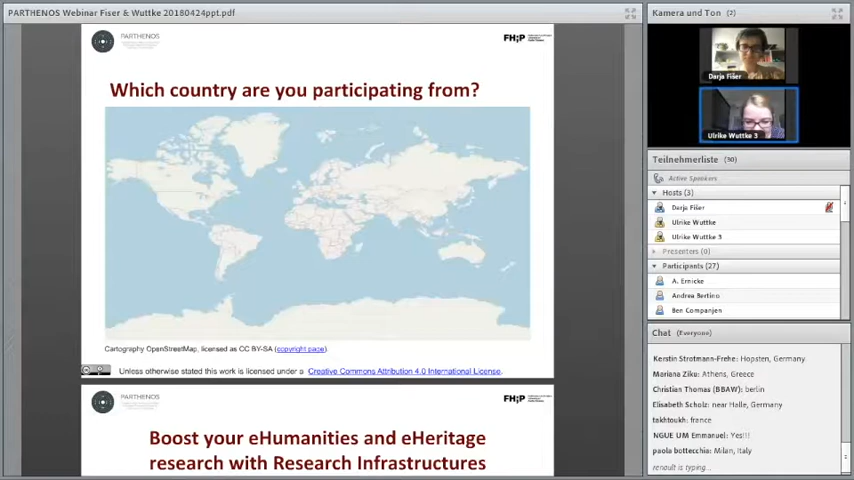 PARTHENOS Webinar Fiser & Wuttke 20180424ppt.pdf
PARTHENOS
FH;P
Which country are you participating from?
Cartography OpenStreetMap, licensed as CC BY-SA (copyright page).
Unless otherwise stated this work is licensed under a Creative Commons Attribution 4.0 International License.
PARTHENOS
FH;P
Boost your eHumanities and eHeritage
research with Research Infrastructures
Kamera und Ton (2)
Darja Fišer
Ulrike Wuttke 3
Teilnehmerliste (30)
Active Speakers
Hosts (3)
Darja Fišer
Ulrike Wuttke
Ulrike Wuttke 3
Presenters (0)
Participants (27)
A. Ernicke
Andrea Bertino
Ben Companjen
Chat (Everyone)
Kerstin Strotmann-Frehe: Hopsten, Germany
Mariana Ziku: Athens, Greece
Christian Thomas (BBAW): berlin
Elisabeth Scholz: near Halle, Germany
takhtoukh: france
NGUE UM Emmanuel: Yes!!!
paola bottecchia: Milan, Italy
renault is typing...